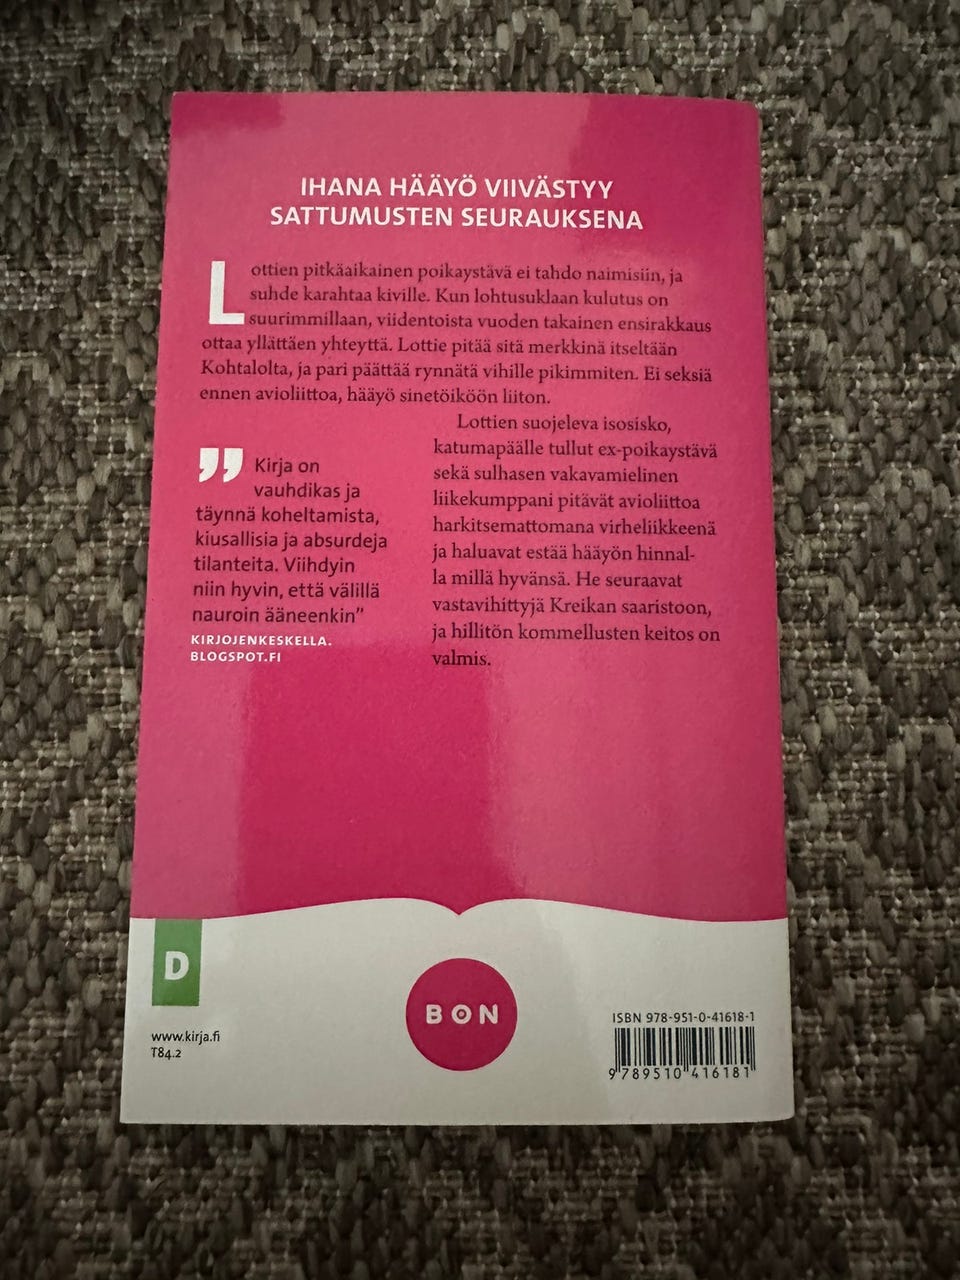 IHANA HÄÄYÖ VIIVÄSTYY
SATTUMUSTEN SEURAUKSENA
Lottien pitkäaikainen poikaystävä ei tahdo naimisiin, ja
suhde karahtaa kiville. Kun lohtusuklaan kulutus on
suurimmillaan, viidentoista vuoden takainen ensirakkaus
ottaa yllättäen yhteyttä. Lottie pitää sitä merkkinä itseltään
Kohtalolta, ja pari päättää rynnätä vihille pikimmiten. Ei seksiä
ennen avioliittoa, hääyö sinetöiköön liiton.
Lottien suojeleva isosisko,
katumapäälle tullut ex-poikaystävä
sekä sulhasen vakavamielinen
liikekumppani pitävät avioliittoa
harkitsemattomana virheliikkeenä
ja haluavat estää hääyön hinnal-
la millä hyvänsä. He seuraavat
vastavihittyjä Kreikan saaristoon,
ja hillitön kommellusten keitos on
valmis.
” Kirja on
vauhdikas ja
täynnä koheltamista,
kiusallisia ja absurdeja
tilanteita. Viihdyin
niin hyvin, että välillä
nauroin ääneenkin”
KIRJOJENKESKELLA.
BLOGSPOT.FI
D
www.kirja.fi
T84.2
BON
ISBN 978-951-0-41618-1
9 789510 416181